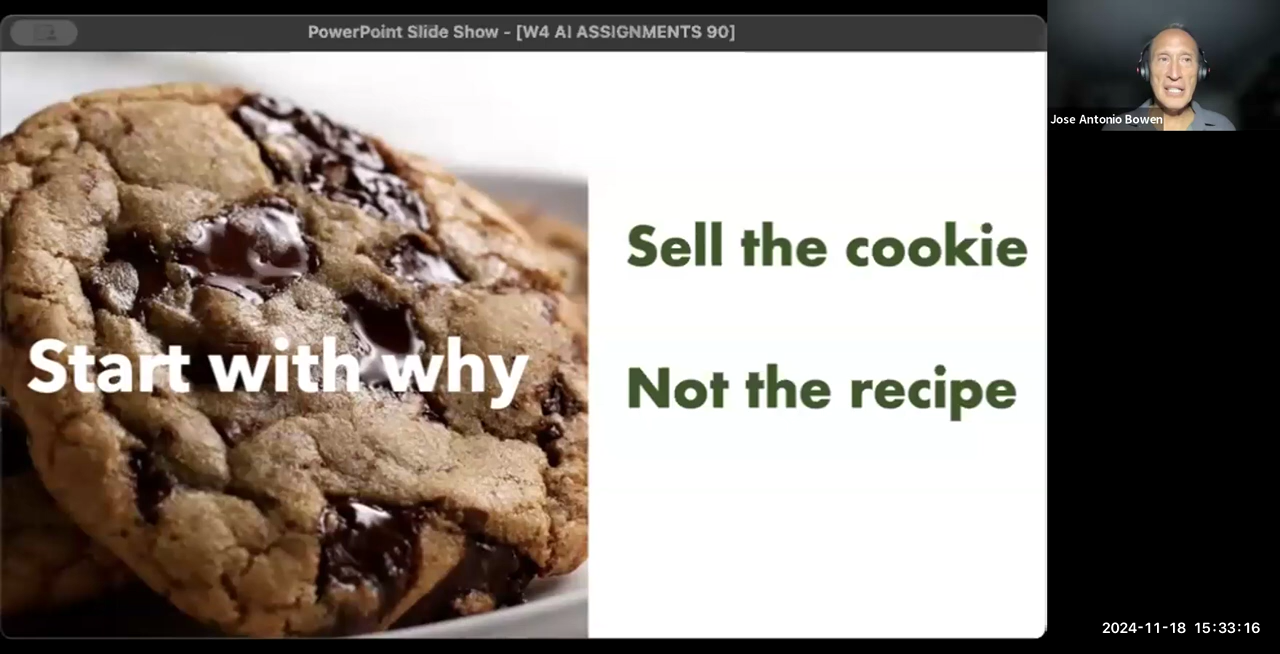 PowerPoint Slide Show - [W4 AI ASSIGNMENTS 90]
Jose Antonio Bowen
Start with why
Sell the cookie
Not the recipe
2024-11-18 15:33:16